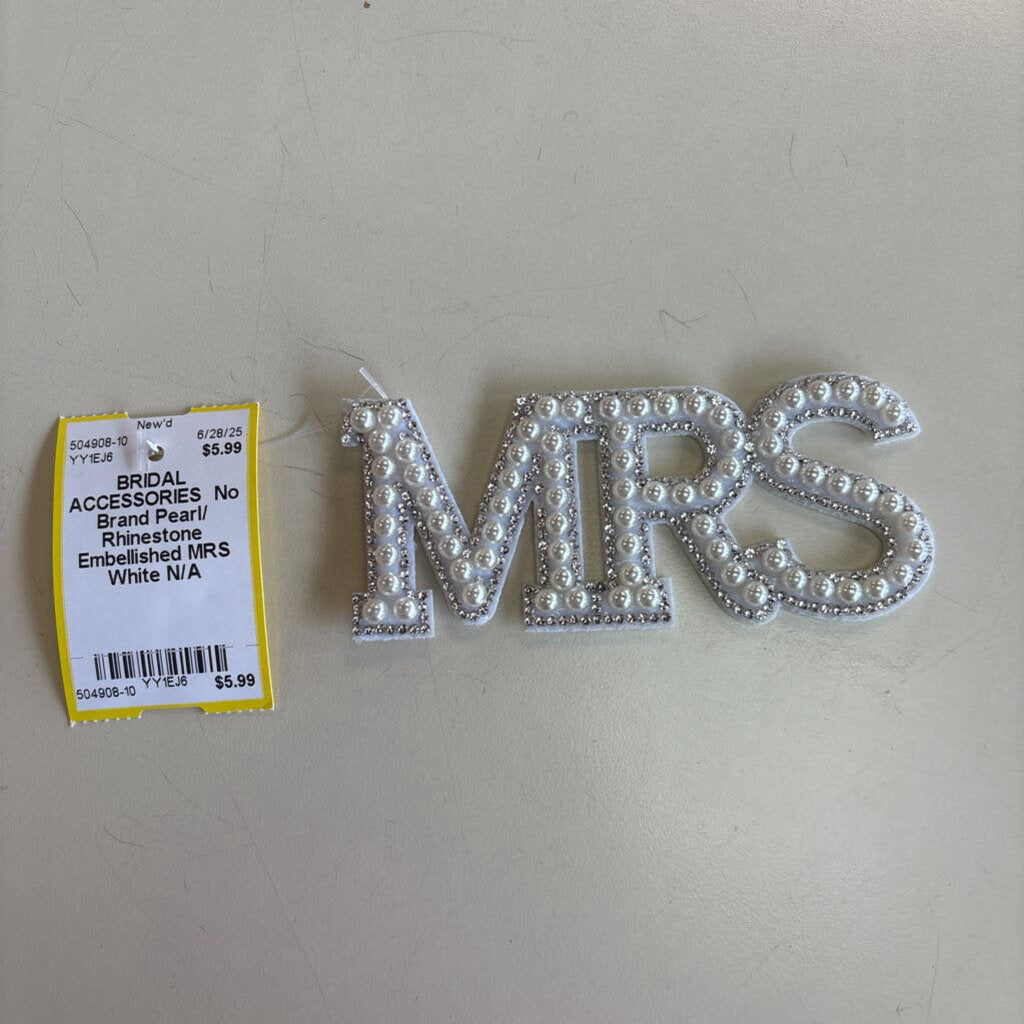 New'd
504908-10 6/28/25
YY1EJ6 $5.99
BRIDAL
ACCESSORIES No
Brand Pearl/
Rhinestone
Embellished MRS
White N/A
504908-10 YY1EJ6 $5.99
MRS